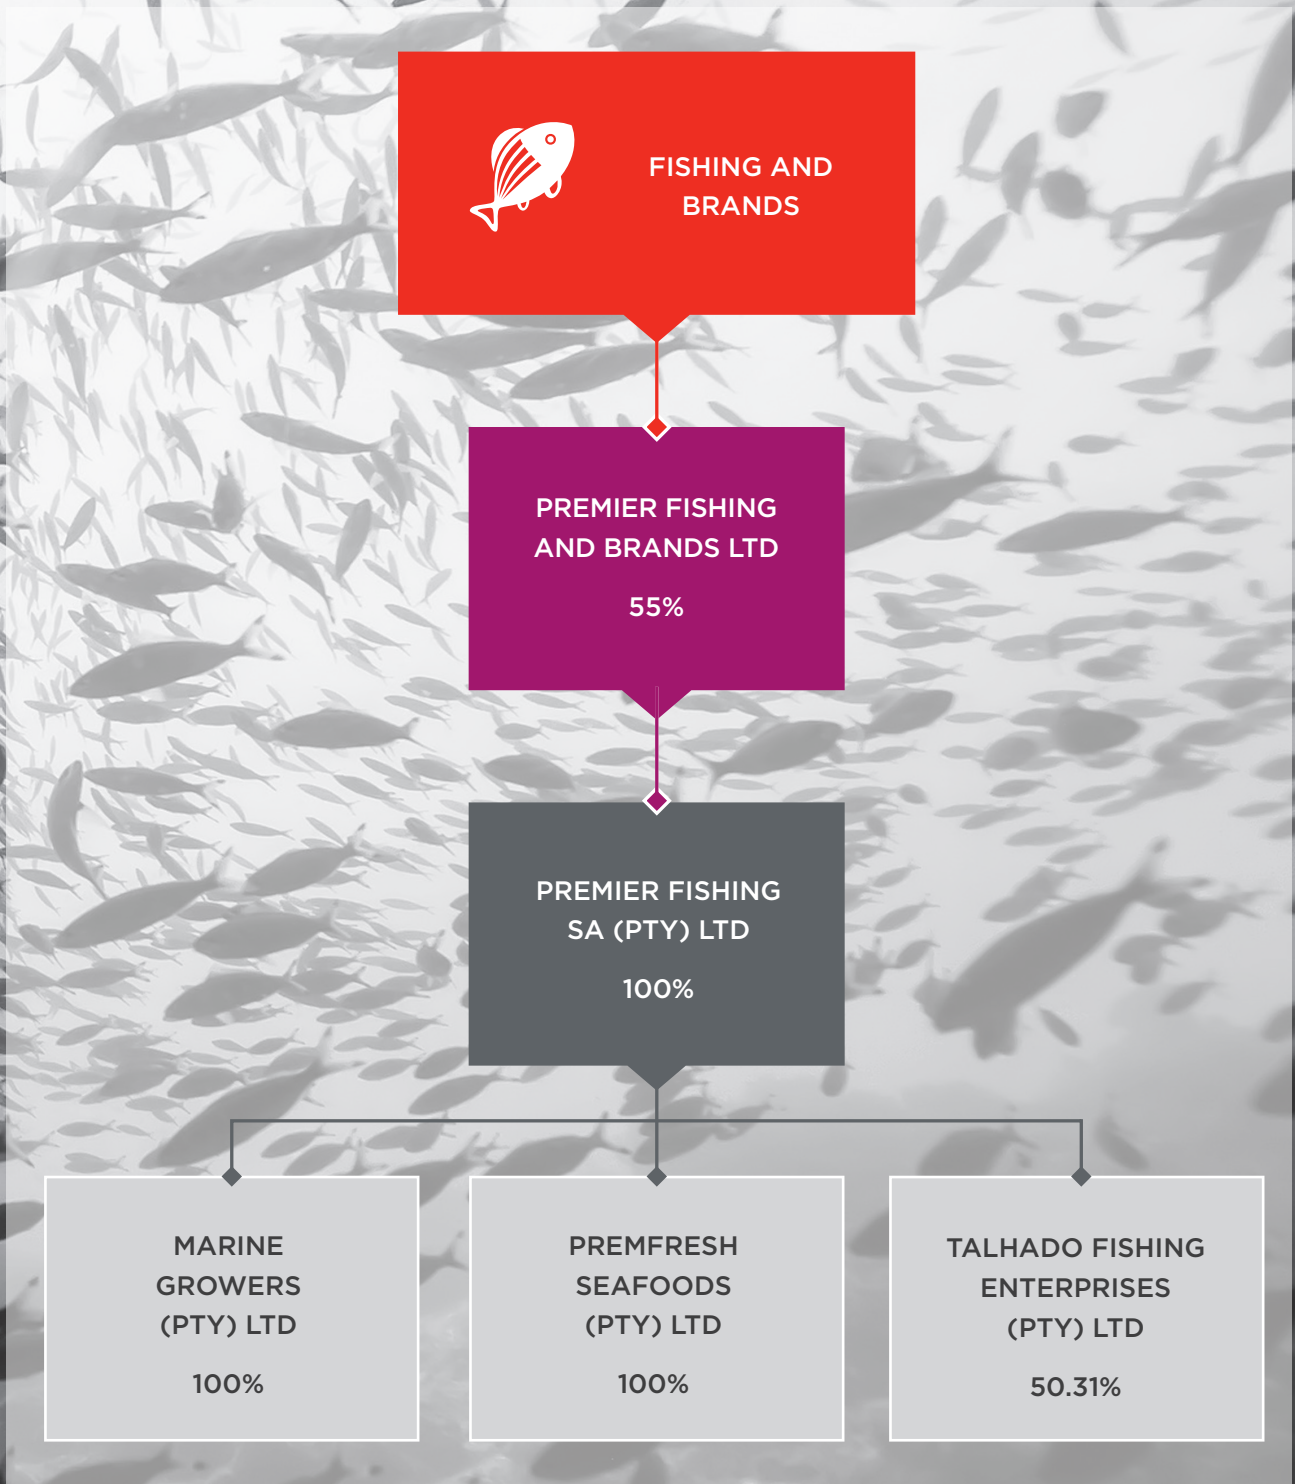 FISHING AND
BRANDS
PREMIER FISHING
AND BRANDS LTD
55%
PREMIER FISHING
SA (PTY) LTD
100%
MARINE
GROWERS
(PTY) LTD
100%
PREMFRESH
SEAFOODS
(PTY) LTD
100%
TALHADO FISHING
ENTERPRISES
(PTY) LTD
50.31%